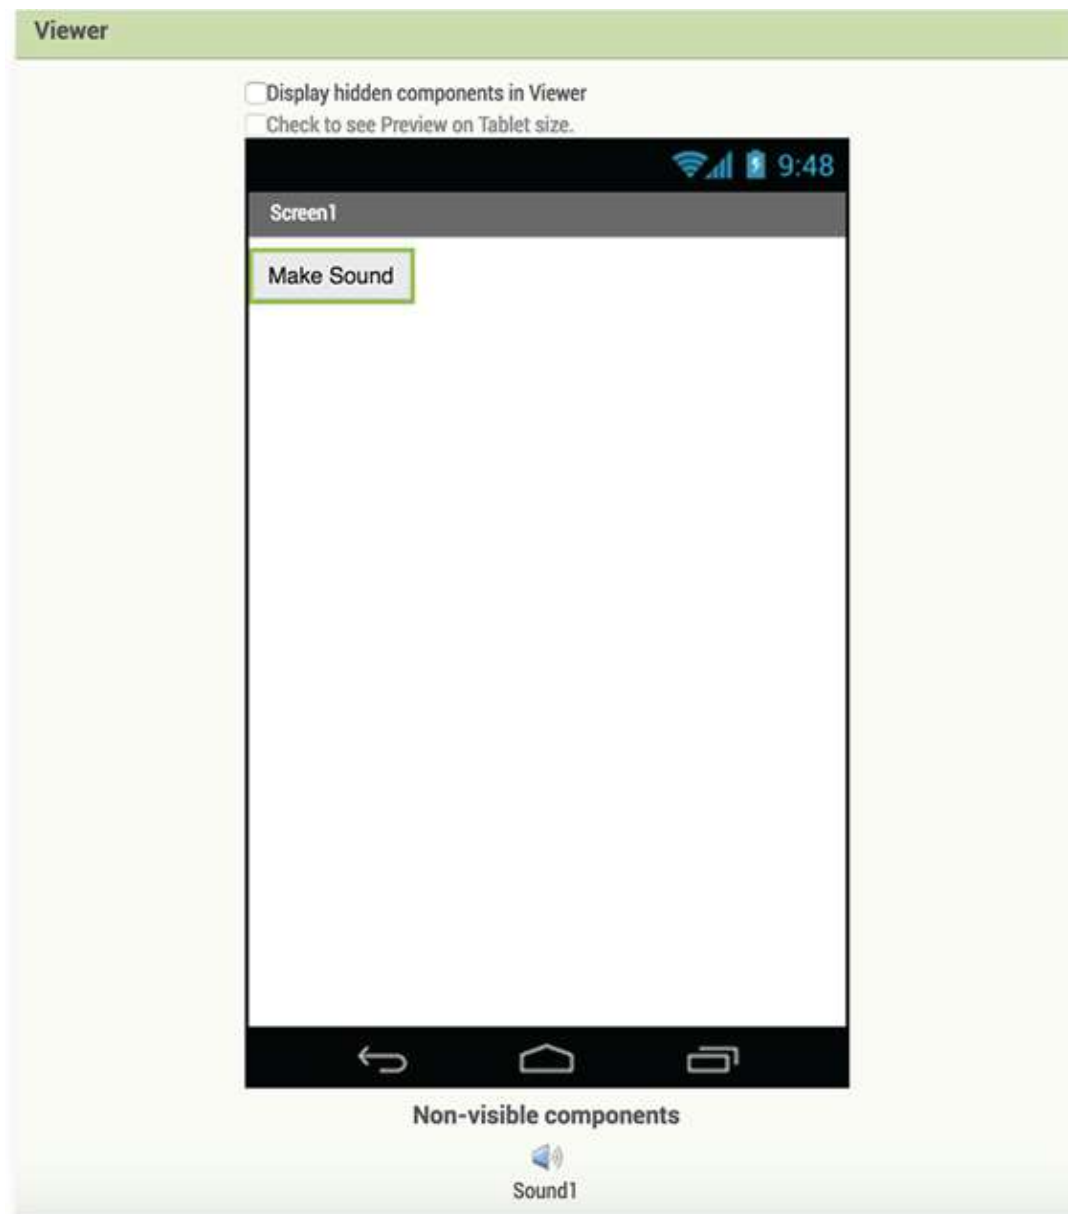 Viewer
Display hidden components in Viewer
Check to see Preview on Tablet size.
9:48
Screen1
Make Sound
Non-visible components
Sound1